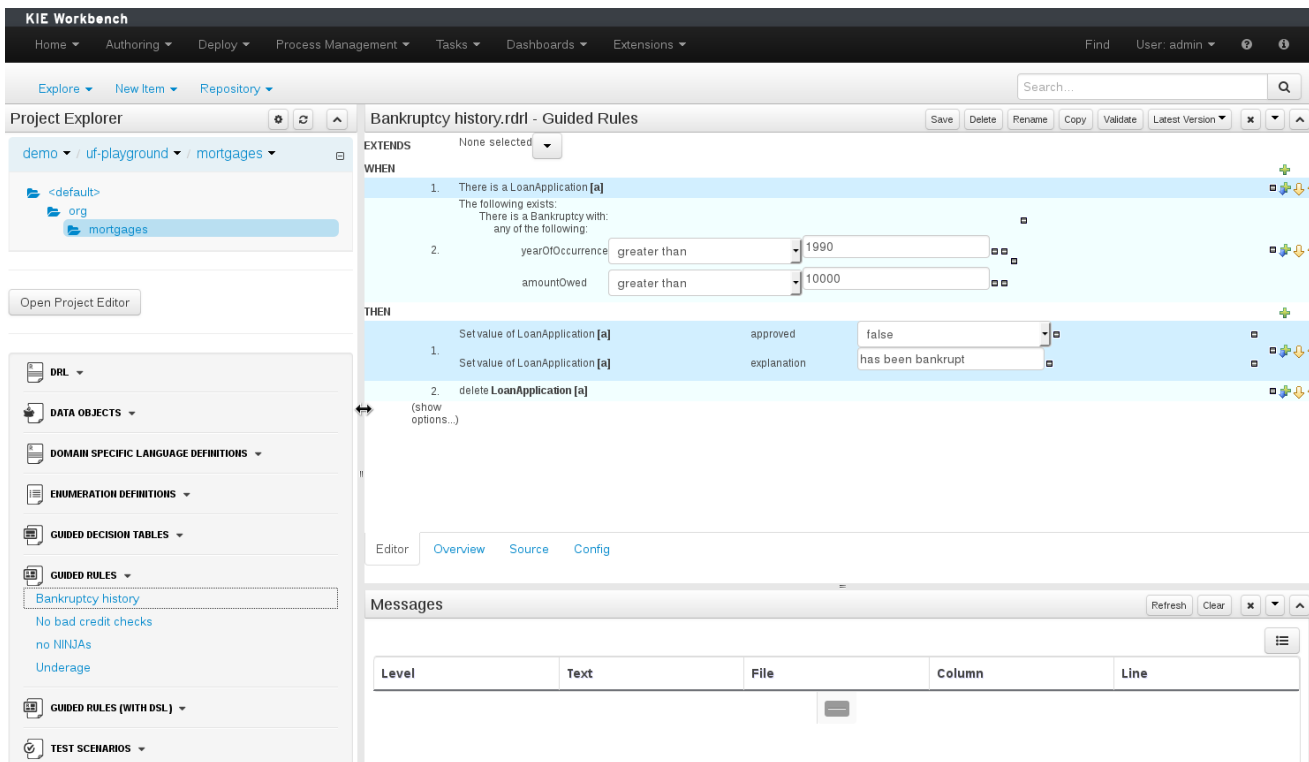 KIE Workbench
Home Authoring Deploy Process Management Tasks Dashboards Extensions Find User: admin
Explore New Item Repository Search...
Project Explorer
demo / uf-playground / mortgages
<default>
org
mortgages
Open Project Editor
DRL
DATA OBJECTS
DOMAIN SPECIFIC LANGUAGE DEFINITIONS
ENUMERATION DEFINITIONS
GUIDED DECISION TABLES
GUIDED RULES
Bankruptcy history
No bad credit checks
no NINJAs
Underage
GUIDED RULES (WITH DSL)
TEST SCENARIOS
Bankruptcy history.rdrl - Guided Rules Save Delete Rename Copy Validate Latest Version
EXTENDS None selected
WHEN
1. There is a LoanApplication [a]
The following exists:
There is a Bankruptcy with:
any of the following:
2. yearOfOccurrence greater than 1990
amountOwed greater than 10000
THEN
Set value of LoanApplication [a] approved false
1.
Set value of LoanApplication [a] explanation has been bankrupt
2. delete LoanApplication [a]
(show
options...)
Editor Overview Source Config
Messages Refresh Clear
Level Text File Column Line